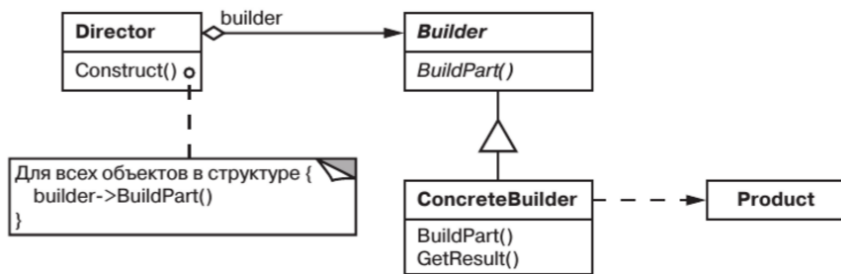 builder
Director
Construct()
Builder
BuildPart()
Для всех объектов в структуре {
builder->BuildPart()
}
ConcreteBuilder
BuildPart()
GetResult()
Product